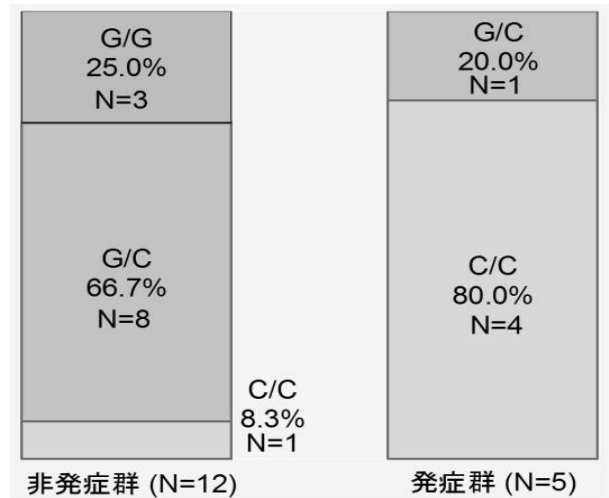 G/G
25.0%
N=3
G/C
66.7%
N=8
C/C
8.3%
N=1
非発症群 (N=12)
G/C
20.0%
N=1
C/C
80.0%
N=4
発症群 (N=5)